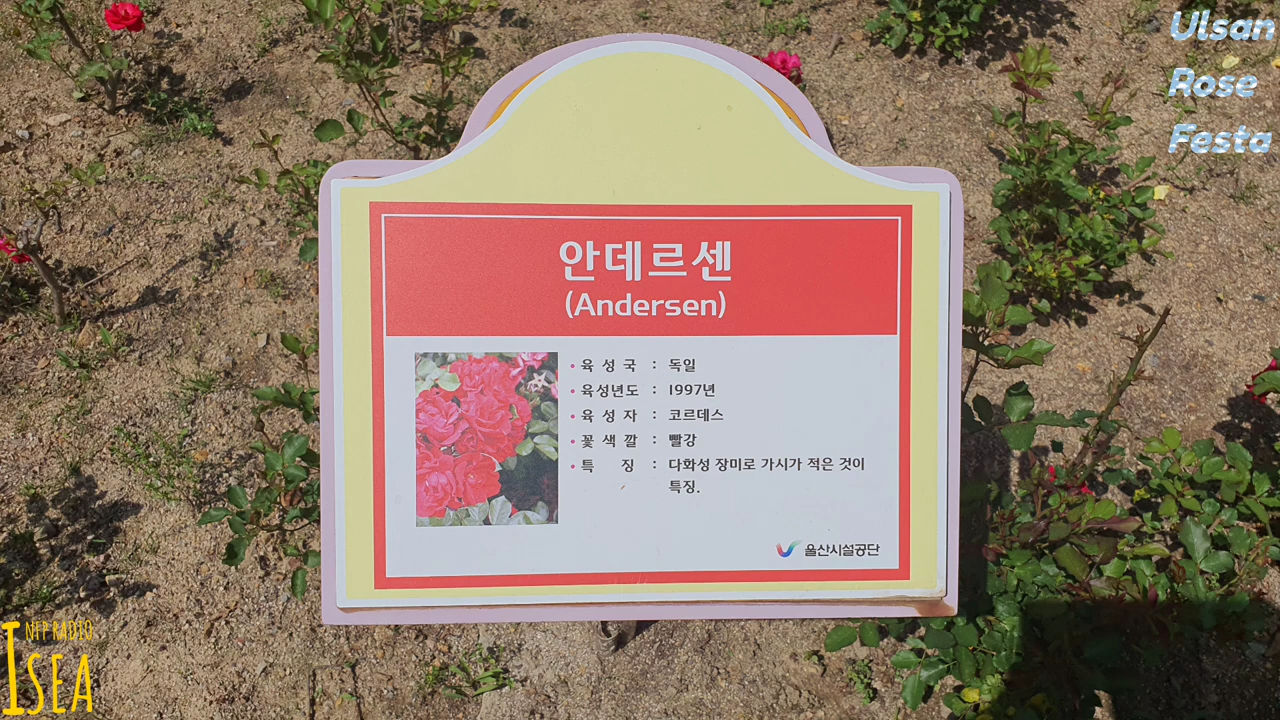 Ulsan
Rose
Festa
안데르센
(Andersen)
• 육 성 국 : 독일
• 육성년도 : 1997년
• 육 성 자 : 코르데스
• 꽃 색 깔 : 빨강
• 특 징 : 다화성 장미로 가시가 적은 것이
특징.
울산시설공단
NFP RADIO
ISEA